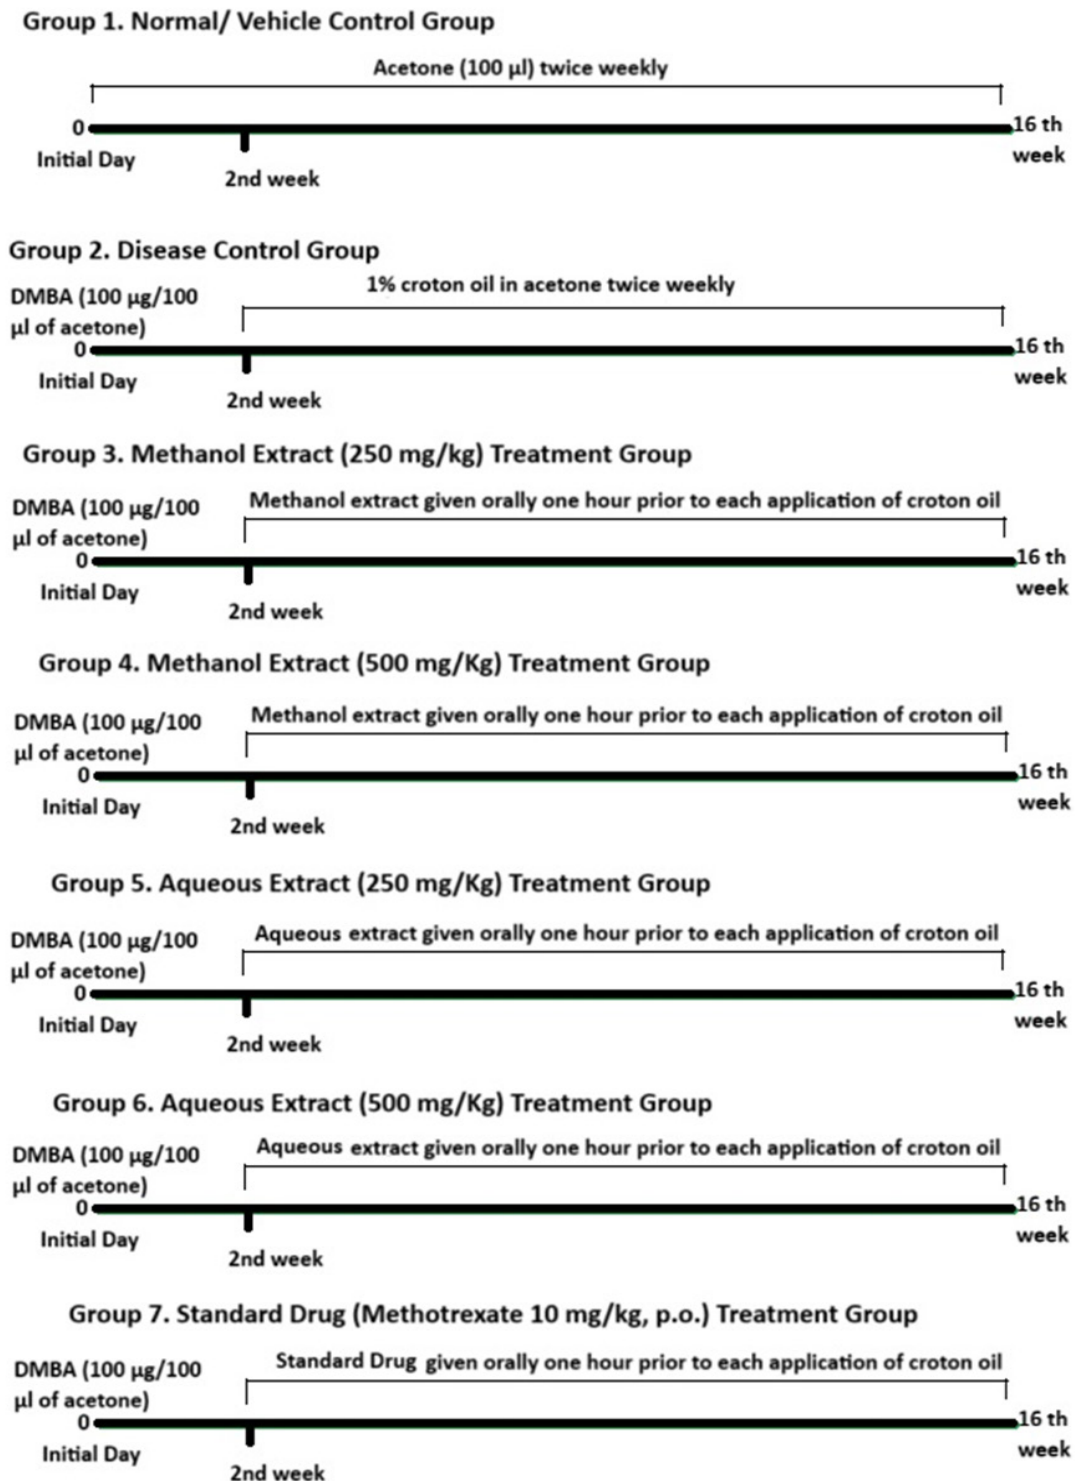 Group 1. Normal/ Vehicle Control Group
Acetone (100 µl) twice weekly
0
16 th
Initial Day
week
2nd week
Group 2. Disease Control Group
1% croton oil in acetone twice weekly
DMBA (100 µg/100
µl of acetone)
0
16 th
Initial Day
week
2nd week
Group 3. Methanol Extract (250 mg/kg) Treatment Group
Methanol extract given orally one hour prior to each application of croton oil
DMBA (100 µg/100
µl of acetone)
0
16 th
Initial Day
week
2nd week
Group 4. Methanol Extract (500 mg/Kg) Treatment Group
Methanol extract given orally one hour prior to each application of croton oil
DMBA (100 µg/100
µl of acetone)
0
16 th
Initial Day
week
2nd week
Group 5. Aqueous Extract (250 mg/Kg) Treatment Group
Aqueous extract given orally one hour prior to each application of croton oil
DMBA (100 µg/100
µl of acetone)
0
16 th
Initial Day
week
2nd week
Group 6. Aqueous Extract (500 mg/Kg) Treatment Group
Aqueous extract given orally one hour prior to each application of croton oil
DMBA (100 µg/100
µl of acetone)
0
16 th
Initial Day
week
2nd week
Group 7. Standard Drug (Methotrexate 10 mg/kg, p.o.) Treatment Group
Standard Drug given orally one hour prior to each application of croton oil
DMBA (100 µg/100
µl of acetone)
0
16 th
Initial Day
week
2nd week